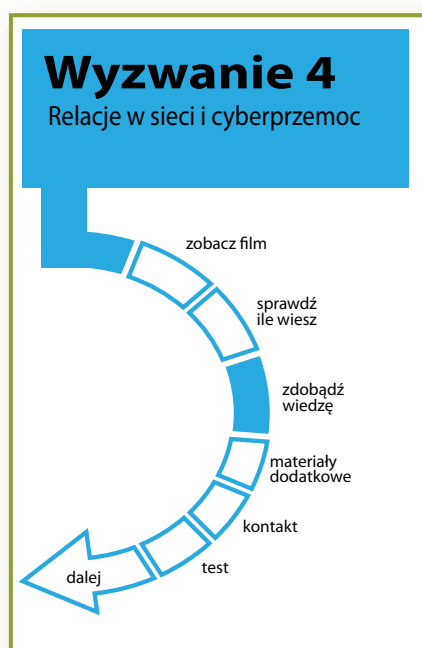 Wyzwanie 4
Relacje w sieci i cyberprzemoc
zobacz film
sprawdź
ile wiesz
zdobądź
wiedzę
materiały
dodatkowe
kontakt
test
dalej